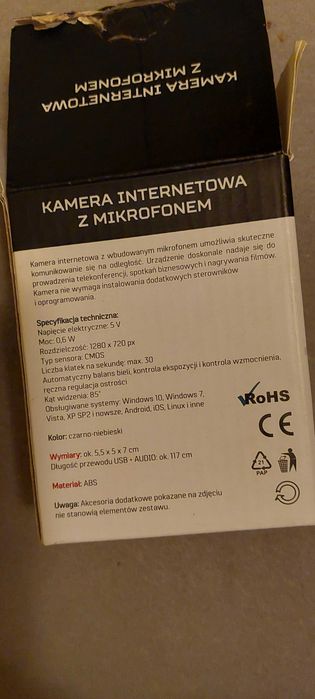 KAMERA INTERNETOWA
Z MIKROFONEM
KAMERA INTERNETOWA
Z MIKROFONEM
Kamera internetowa z wbudowanym mikrofonem umożliwia skuteczne
komunikowanie się na odległość. Urządzenie doskonale nadaje się do
prowadzenia telekonferencji, spotkań biznesowych i nagrywania filmów.
Kamera nie wymaga instalowania dodatkowych sterowników
i oprogramowania.
Specyfikacja techniczna:
Napięcie elektryczne: 5 V
Moc: 0,6 W
Rozdzielczość: 1280 x 720 px
Typ sensora: CMOS
Liczba klatek na sekundę: max. 30
Automatyczny balans bieli, kontrola ekspozycji i kontrola wzmocnienia,
ręczna regulacja ostrości
Kąt widzenia: 85°
Obsługiwane systemy: Windows 10, Windows 7,
Vista, XP SP2 i nowsze, Android, iOS, Linux i inne
Kolor: czarno-niebieski
Wymiary: ok. 5,5 x 5 x 7 cm
Długość przewodu USB + AUDIO: ok. 117 cm
Materiał: ABS
Uwaga: Akcesoria dodatkowe pokazane na zdjęciu
nie stanowią elementów zestawu.
RoHS
CE
21
PAP